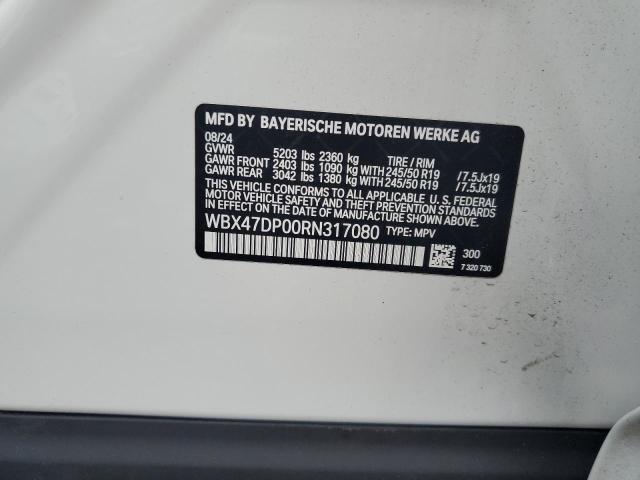 MFD BY BAYERISCHE MOTOREN WERKE AG
08/24
GVWR 5203 lbs 2360 kg TIRE / RIM
GAWR FRONT 2403 lbs 1090 kg WITH 245/50 R19 /7.5Jx19
GAWR REAR 3042 lbs 1380 kg WITH 245/50 R19 /7.5Jx19
THIS VEHICLE CONFORMS TO ALL APPLICABLE U.S. FEDERAL
MOTOR VEHICLE SAFETY AND THEFT PREVENTION STANDARDS
IN EFFECT ON THE DATE OF MANUFACTURE SHOWN ABOVE.
WBX47DP00RN317080 TYPE: MPV
300
7 320 730